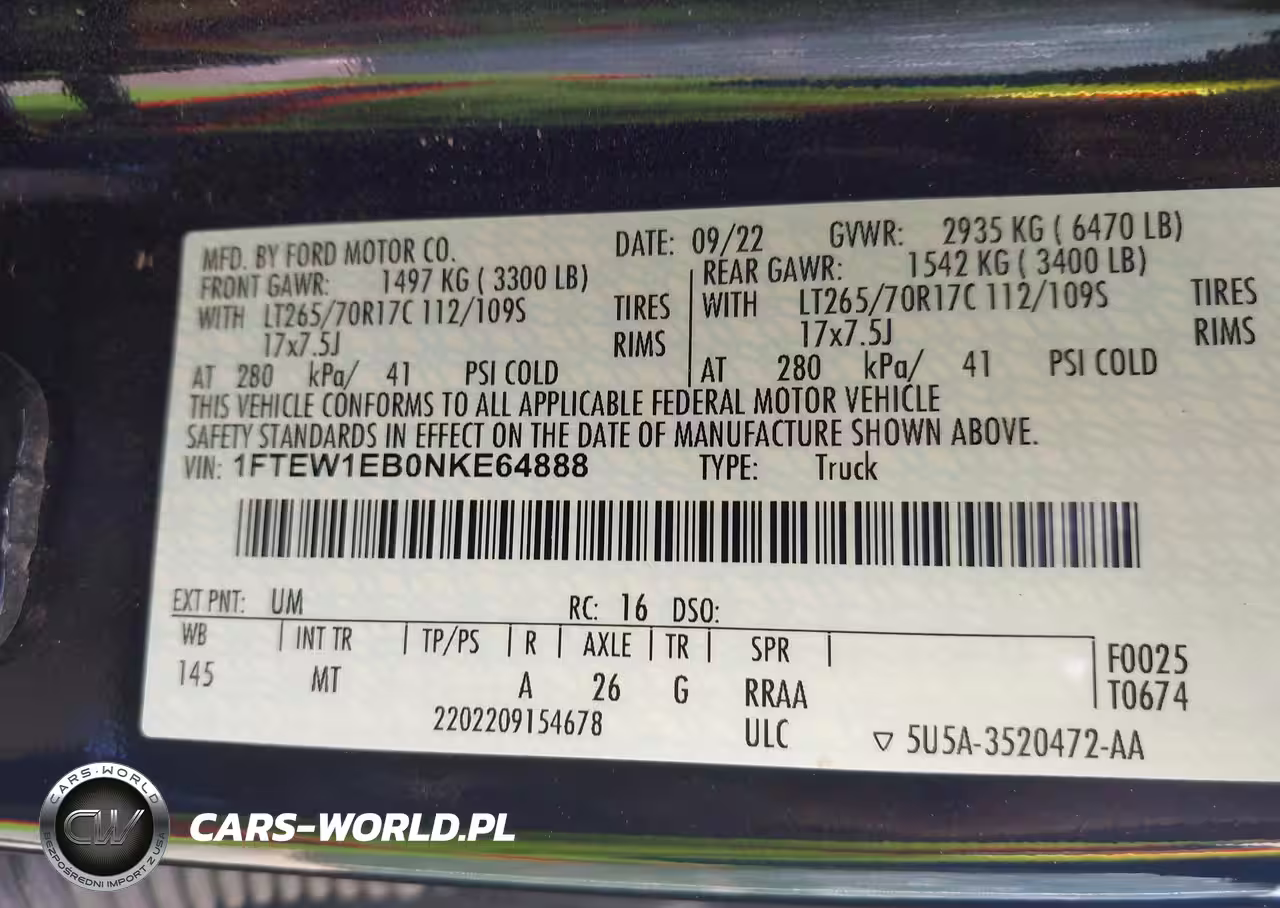 MFD. BY FORD MOTOR CO. DATE: 09/22 GVWR: 2935 KG ( 6470 LB)
FRONT GAWR: 1497 KG ( 3300 LB) REAR GAWR: 1542 KG ( 3400 LB)
WITH LT265/70R17C 112/109S TIRES WITH LT265/70R17C 112/109S TIRES
17x7.5J RIMS 17x7.5J RIMS
AT 280 kPa/ 41 PSI COLD AT 280 kPa/ 41 PSI COLD
THIS VEHICLE CONFORMS TO ALL APPLICABLE FEDERAL MOTOR VEHICLE
SAFETY STANDARDS IN EFFECT ON THE DATE OF MANUFACTURE SHOWN ABOVE.
VIN: 1FTEW1EB0NKE64888 TYPE: Truck
EXT PNT: UM RC: 16 DSO:
WB INT TR TP/PS R AXLE TR SPR F0025
145 MT A 26 G RRAA T0674
2202209154678 ULC ▽ 5U5A-3520472-AA
CARS-WORLD
CW
BEZPOŚREDNI IMPORT Z USA
CARS-WORLD.PL